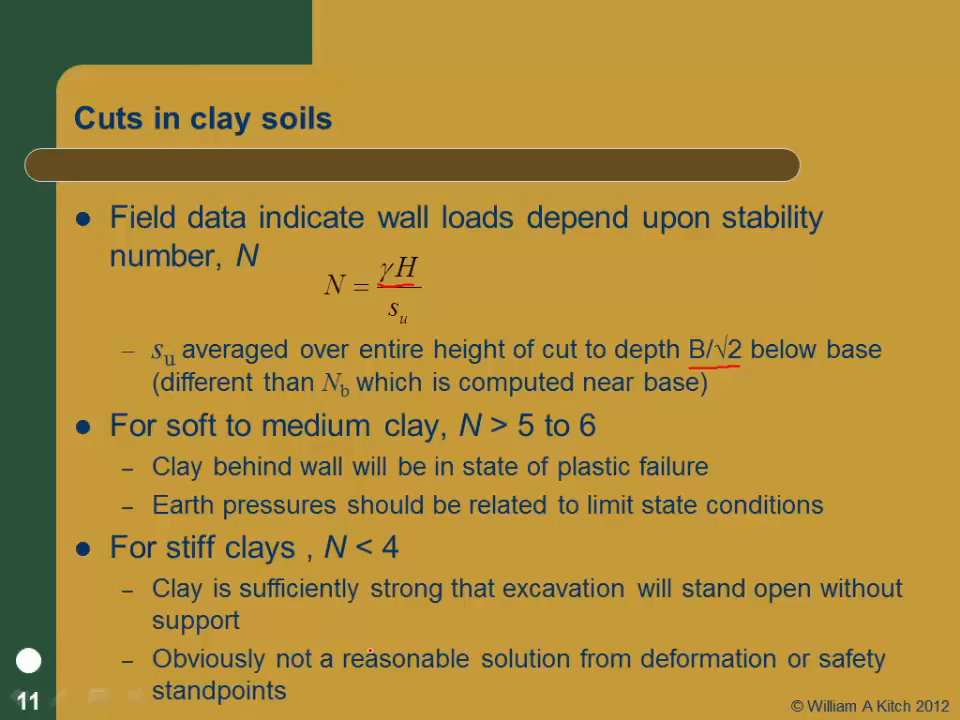 Cuts in clay soils
Field data indicate wall loads depend upon stability
number, N
N = γH / s_u
– s_u averaged over entire height of cut to depth B/√2 below base
(different than N_b which is computed near base)
For soft to medium clay, N > 5 to 6
– Clay behind wall will be in state of plastic failure
– Earth pressures should be related to limit state conditions
For stiff clays , N < 4
– Clay is sufficiently strong that excavation will stand open without
support
– Obviously not a reasonable solution from deformation or safety
standpoints
11
© William A Kitch 2012